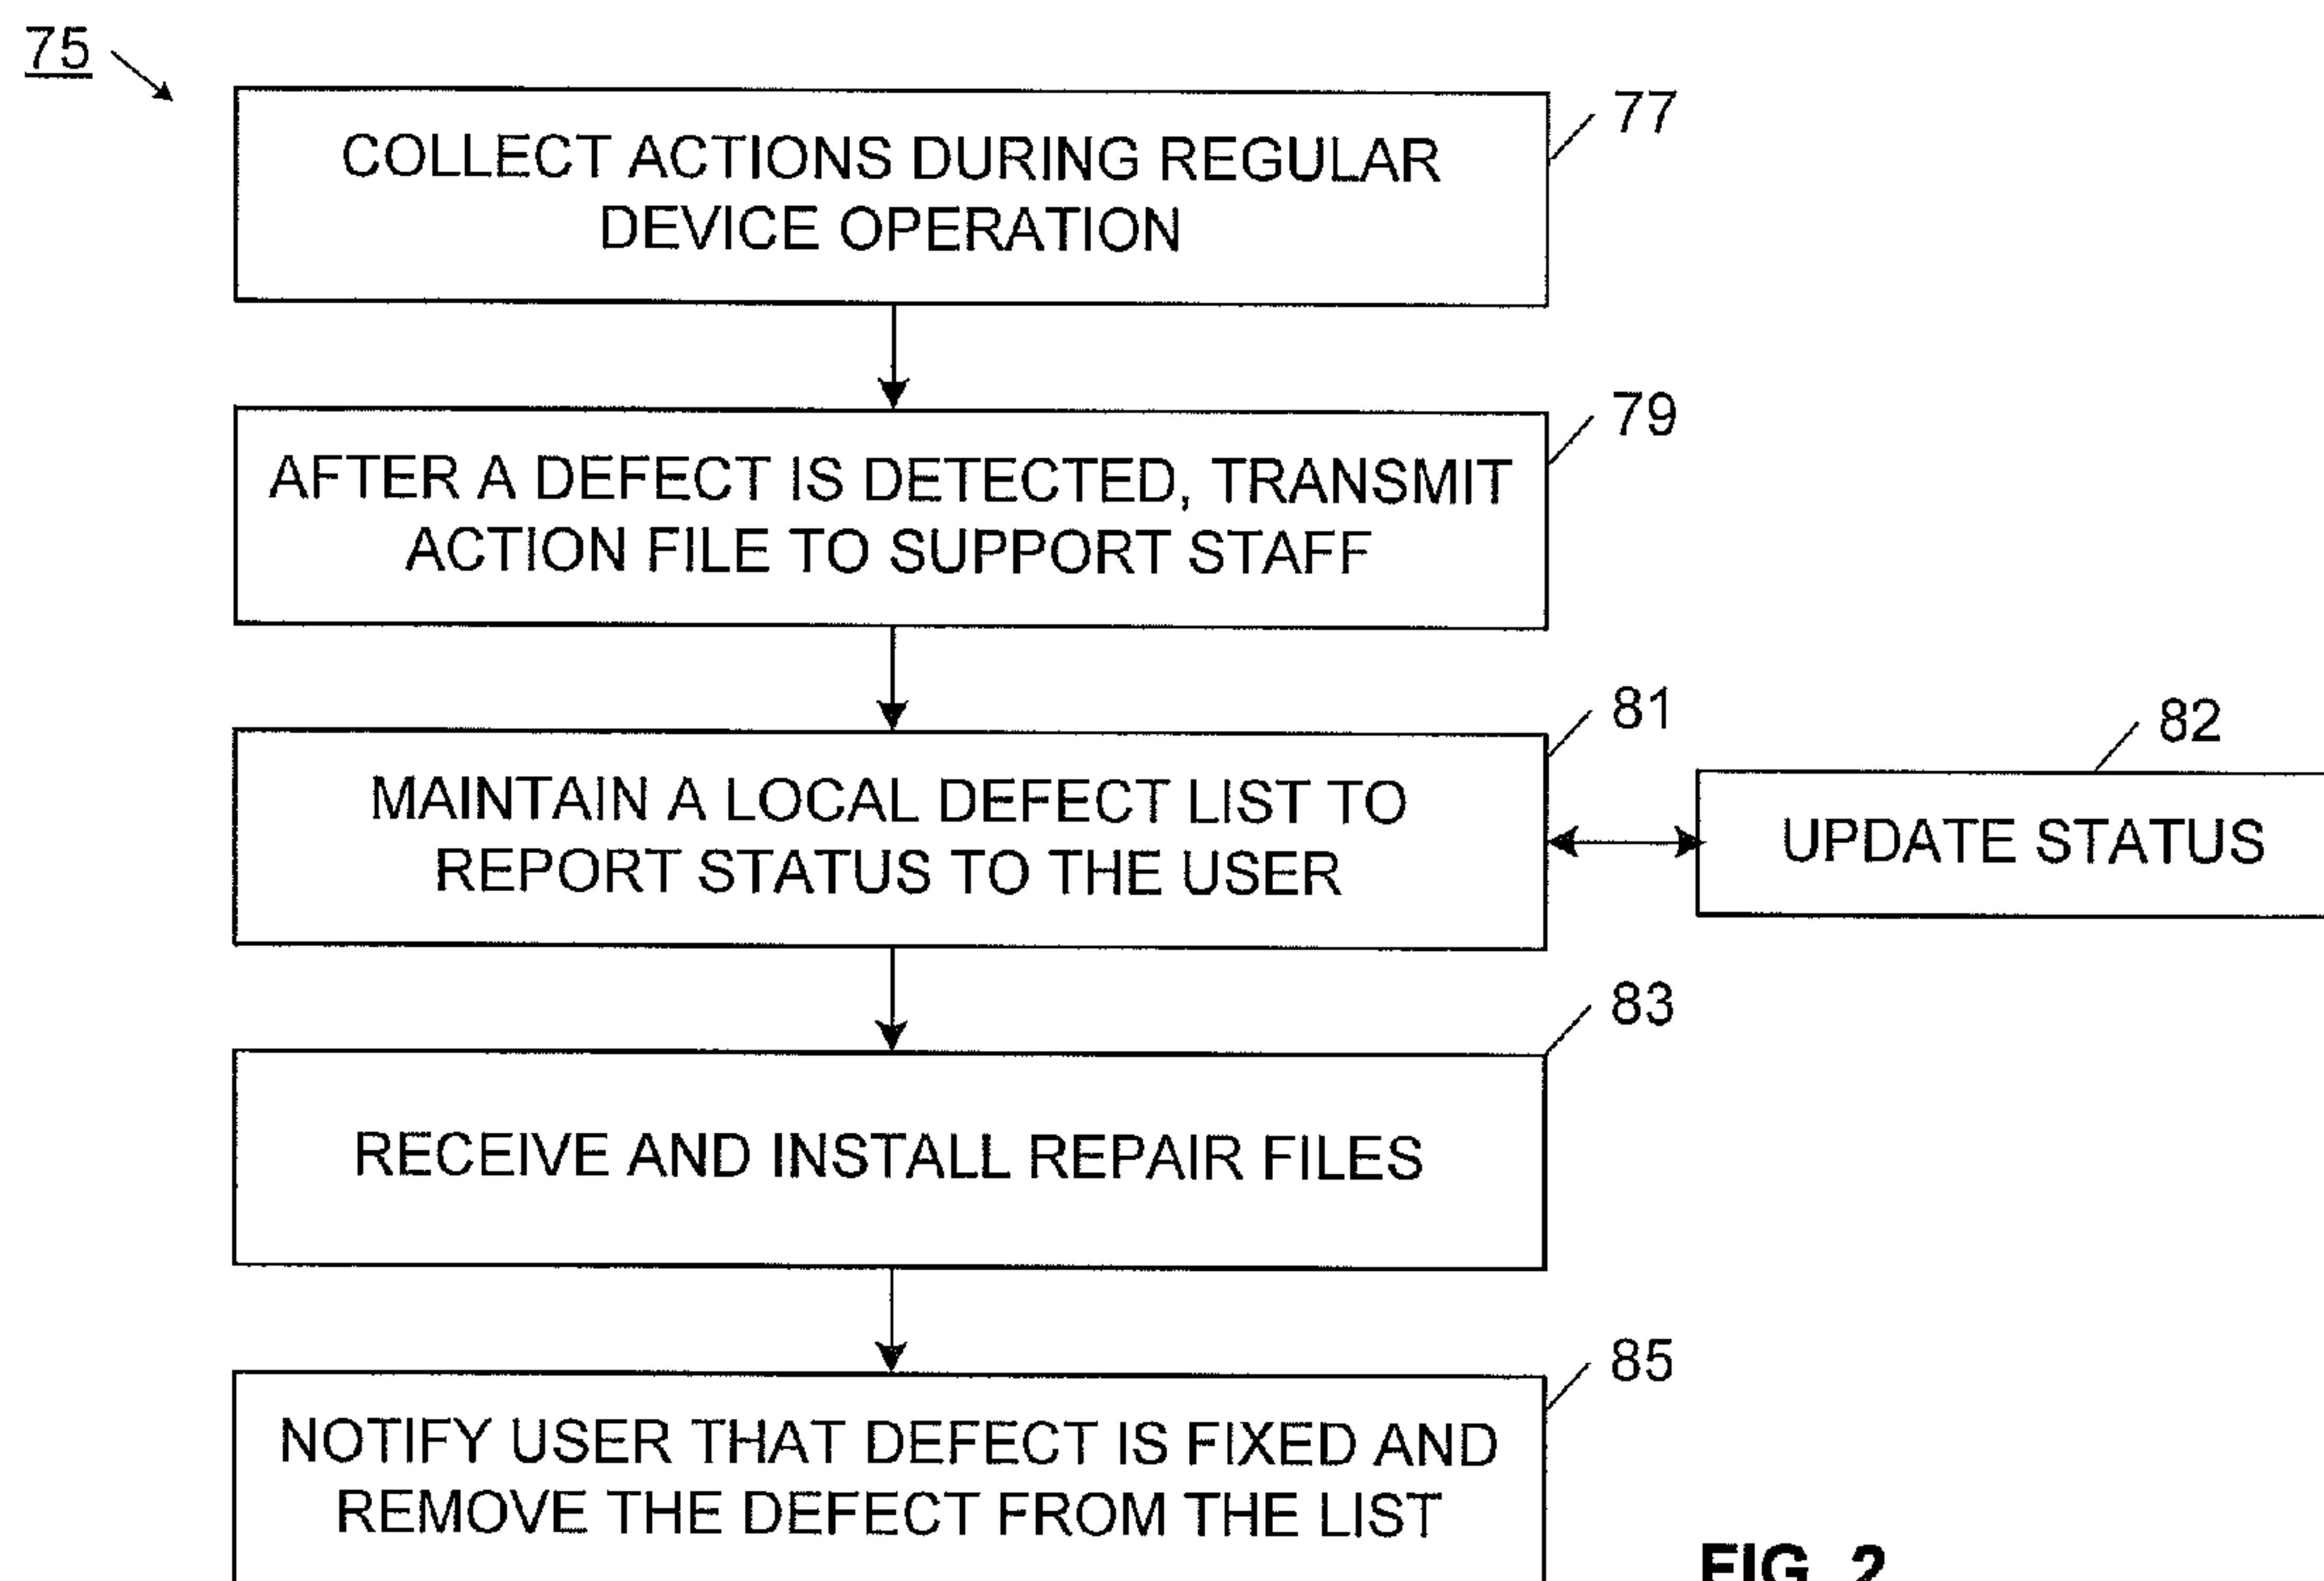 75
COLLECT ACTIONS DURING REGULAR
DEVICE OPERATION
77
AFTER A DEFECT IS DETECTED, TRANSMIT
ACTION FILE TO SUPPORT STAFF
79
MAINTAIN A LOCAL DEFECT LIST TO
REPORT STATUS TO THE USER
81
UPDATE STATUS
82
RECEIVE AND INSTALL REPAIR FILES
83
NOTIFY USER THAT DEFECT IS FIXED AND
REMOVE THE DEFECT FROM THE LIST
85
FIG. 2